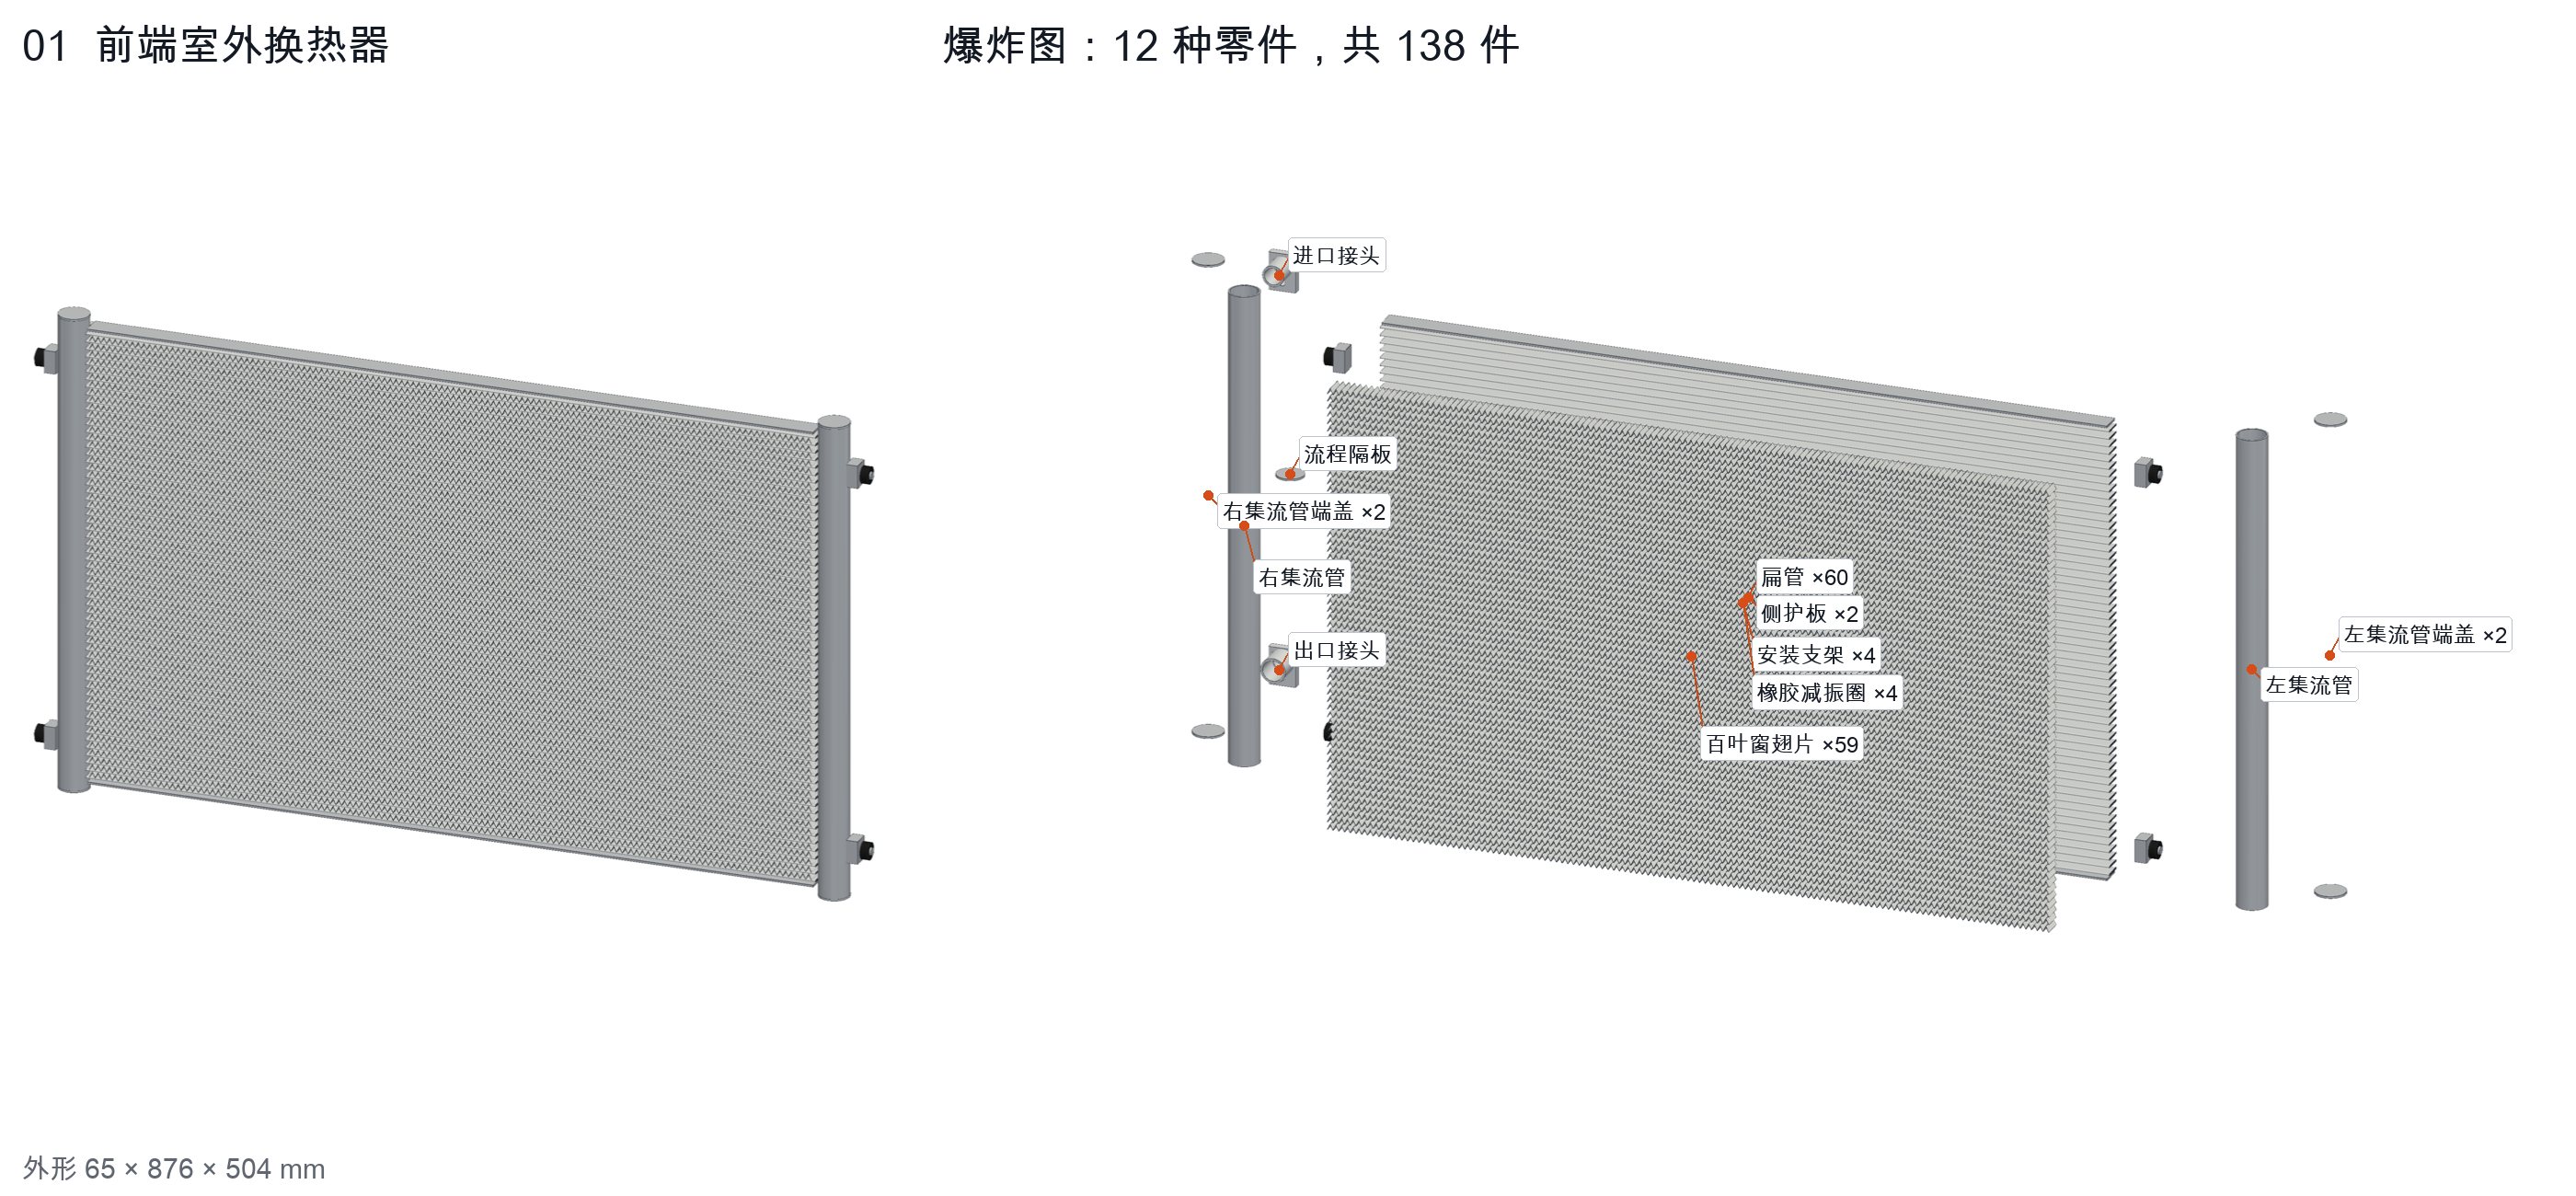 01 前端室外换热器
爆炸图：12 种零件，共 138 件
进口接头
流程隔板
右集流管端盖 ×2
右集流管
出口接头
扁管 ×60
侧护板 ×2
安装支架 ×4
橡胶减振圈 ×4
百叶窗翅片 ×59
左集流管端盖 ×2
左集流管
外形 65 × 876 × 504 mm